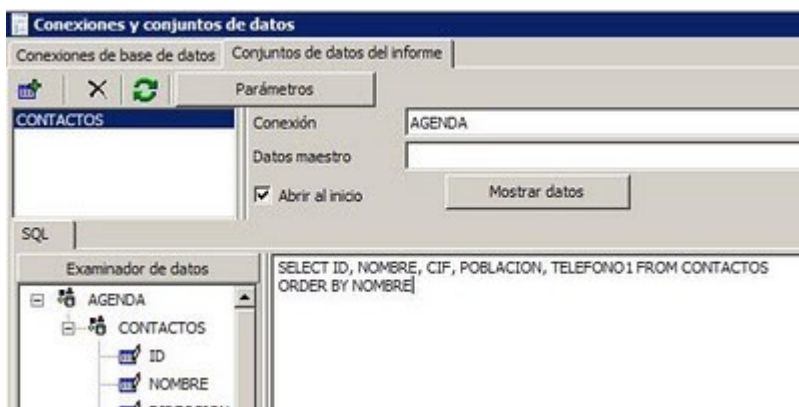 Conexiones y conjuntos de datos
Conexiones de base de datos Conjuntos de datos del informe
Parámetros
CONTACTOS
Conexión AGENDA
Datos maestro
Abrir al inicio Mostrar datos
SQL
Examinador de datos
SELECT ID, NOMBRE, CIF, POBLACION, TELEFONO1 FROM CONTACTOS
ORDER BY NOMBRE
AGENDA
CONTACTOS
ID
NOMBRE